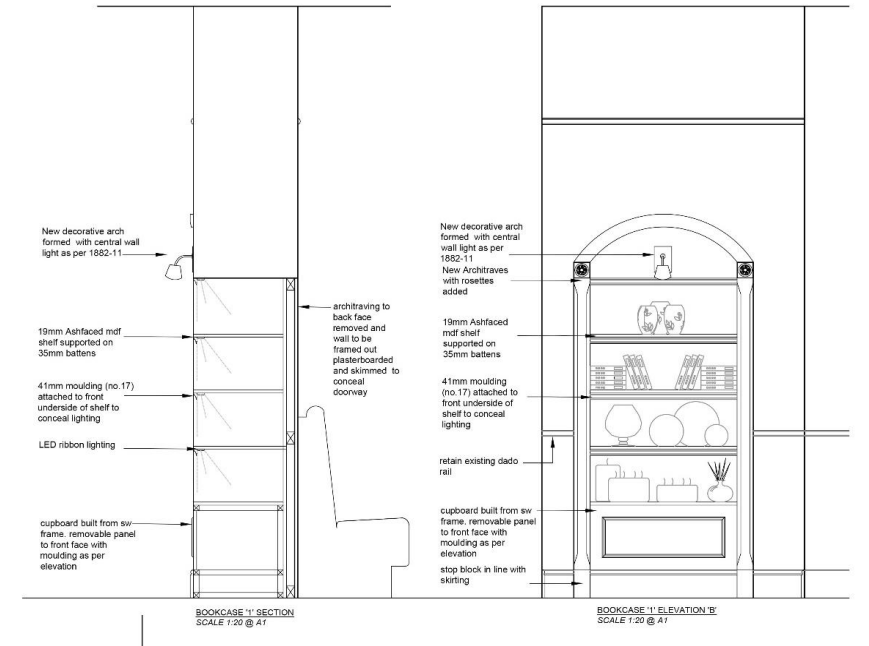 New decorative arch
formed with central wall
light as per 1882-11
19mm Ashfaced mdf
shelf supported on
35mm battens
41mm moulding (no.17)
attached to front
underside of shelf to
conceal lighting
LED ribbon lighting
cupboard built from sw
frame. removable panel
to front face with
moulding as per
elevation
architraving to
back face
removed and
wall to be
framed out
plasterboarded
and skimmed to
conceal
doorway
BOOKCASE '1' SECTION
SCALE 1:20 @ A1
New decorative arch
formed with central
wall light as per
1882-11
New Architraves
with rosettes
added
19mm Ashfaced
mdf shelf
supported on
35mm battens
41mm moulding
(no.17) attached to
front underside of
shelf to conceal
lighting
retain existing dado
rail
cupboard built from sw
frame. removable panel
to front face with
moulding as per
elevation
stop block in line with
skirting
BOOKCASE '1' ELEVATION 'B'
SCALE 1:20 @ A1